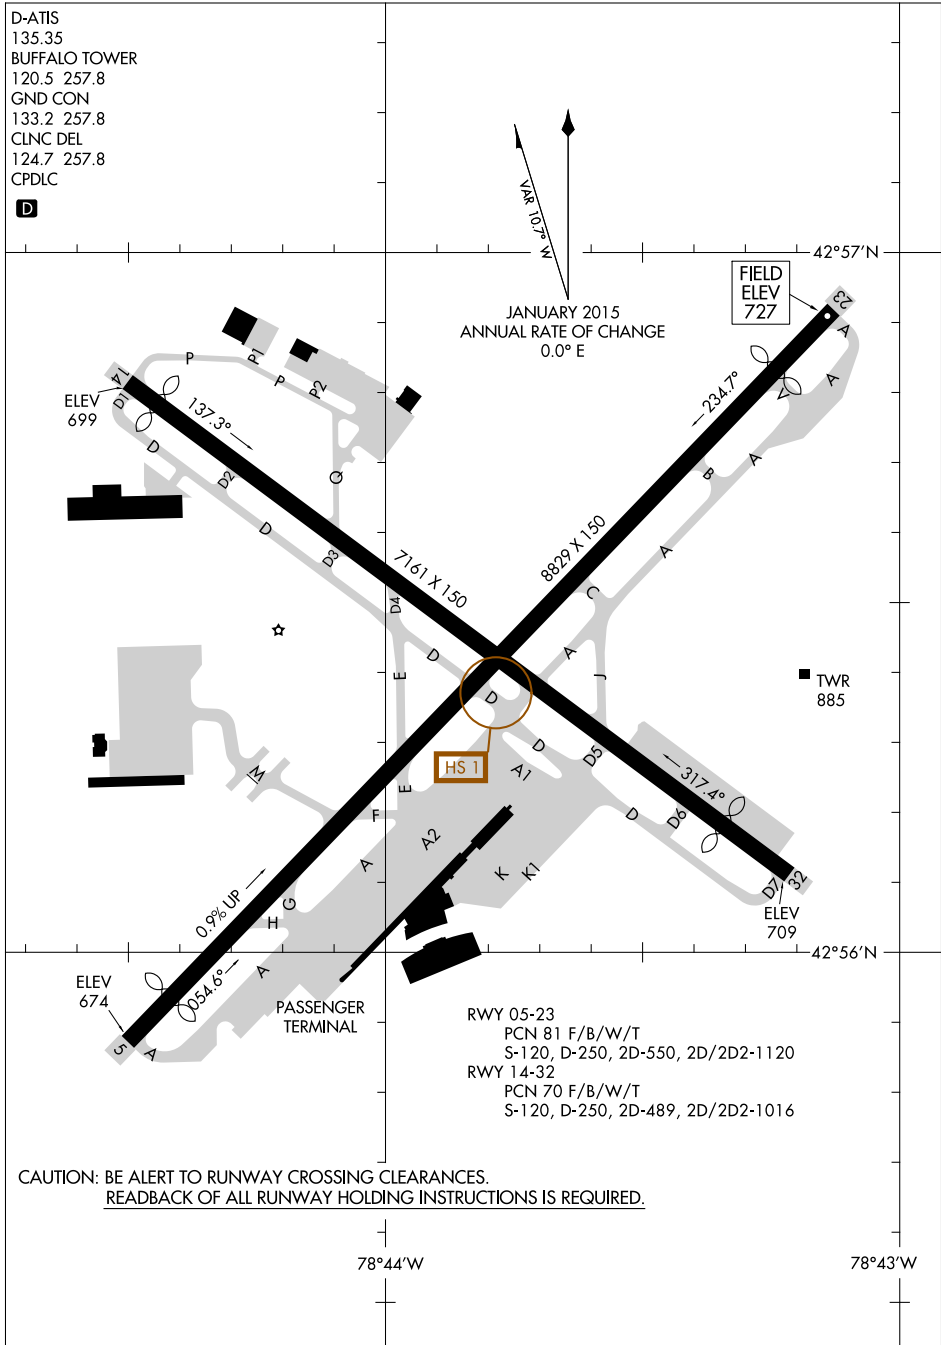 D-ATIS
135.35
BUFFALO TOWER
120.5 257.8
GND CON
133.2 257.8
CLNC DEL
124.7 257.8
CPDLC
D
VAR 10.7° W
JANUARY 2015
ANNUAL RATE OF CHANGE
0.0° E
42°57'N
FIELD
ELEV
727
23
A
A
V
234.7°
P
P1
P
P2
14
D1
ELEV
699
137.3°
D
D2
Q
D
D3
B
A
A
7161 X 150
8829 X 150
D4
C
D
A
E
J
D
TWR
885
HS 1
D
D5
A1
317.4°
M
E
F
A2
D
D6
A
K
K1
D7
32
ELEV
709
0.9% UP
G
H
A
054.6°
42°56'N
ELEV
674
5
A
PASSENGER
TERMINAL
RWY 05-23
PCN 81 F/B/W/T
S-120, D-250, 2D-550, 2D/2D2-1120
RWY 14-32
PCN 70 F/B/W/T
S-120, D-250, 2D-489, 2D/2D2-1016
CAUTION: BE ALERT TO RUNWAY CROSSING CLEARANCES.
READBACK OF ALL RUNWAY HOLDING INSTRUCTIONS IS REQUIRED.
78°44'W
78°43'W